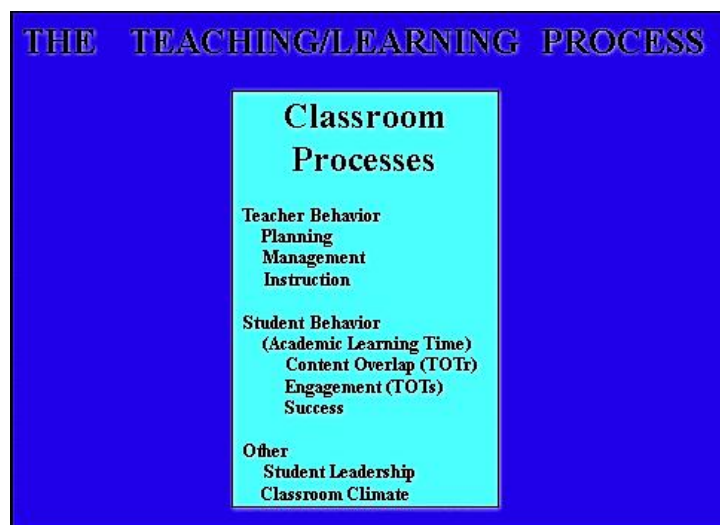 THE TEACHING/LEARNING PROCESS
Classroom
Processes
Teacher Behavior
Planning
Management
Instruction
Student Behavior
(Academic Learning Time)
Content Overlap (TOTr)
Engagement (TOTs)
Success
Other
Student Leadership
Classroom Climate